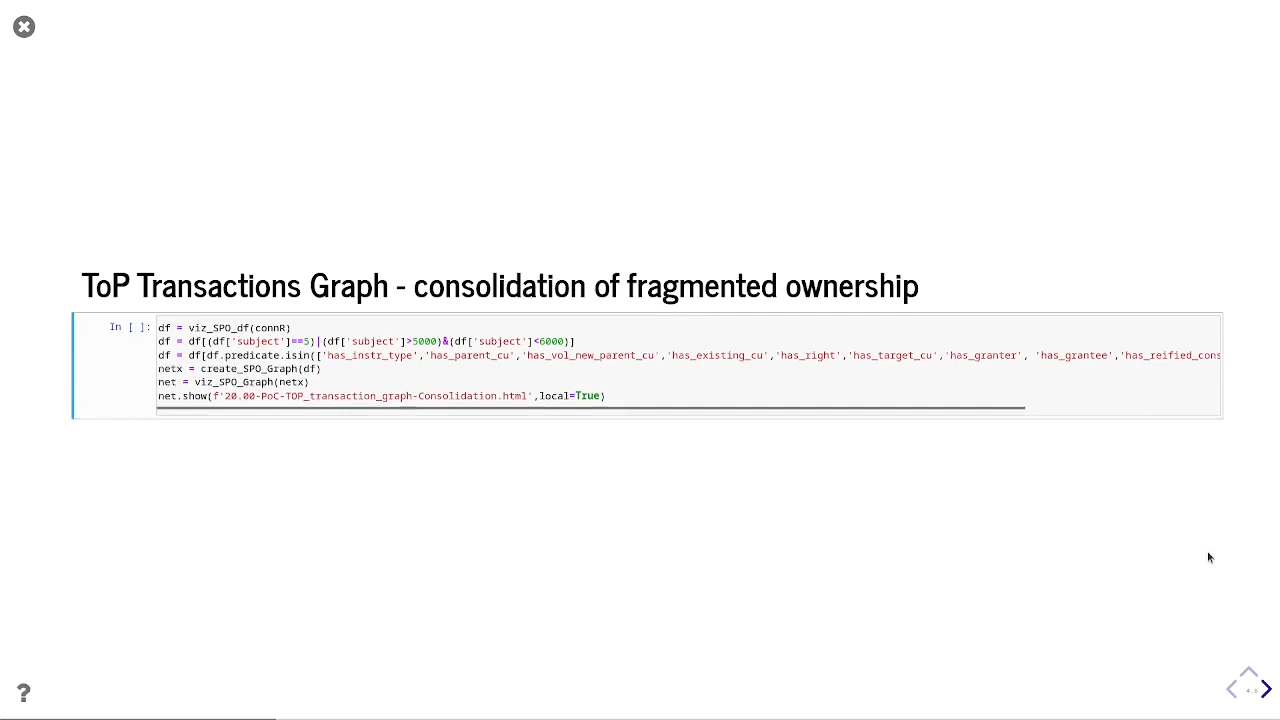 ToP Transactions Graph - consolidation of fragmented ownership
In [ ]:
df = viz_SPO_df(connR)
df = df[(df['subject']==5)|(df['subject']>5000)&(df['subject']<6000)]
df = df[df.predicate.isin(['has_instr_type','has_parent_cu','has_vol_new_parent_cu','has_existing_cu','has_right','has_target_cu','has_granter', 'has_grantee','has_reified_cons
netx = create_SPO_Graph(df)
net = viz_SPO_Graph(netx)
net.show(f'20.00-PoC-TOP_transaction_graph-Consolidation.html',local=True)
?
4.6